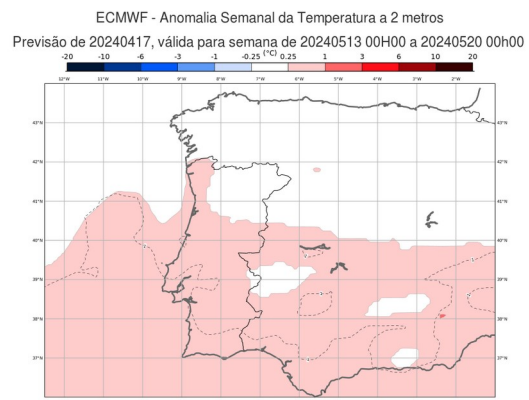 ECMWF - Anomalia Semanal da Temperatura a 2 metros
Previsão de 20240417, válida para semana de 20240513 00H00 a 20240520 00h00
(°C)
-20 -10 -6 -3 -1 -0.25 0.25 1 3 6 10 20
12°W 11°W 10°W 9°W 8°W 7°W 6°W 5°W 4°W 3°W 2°W
43°N 43°N
42°N 42°N
41°N 41°N
40°N 40°N
39°N 39°N
38°N 38°N
37°N 37°N